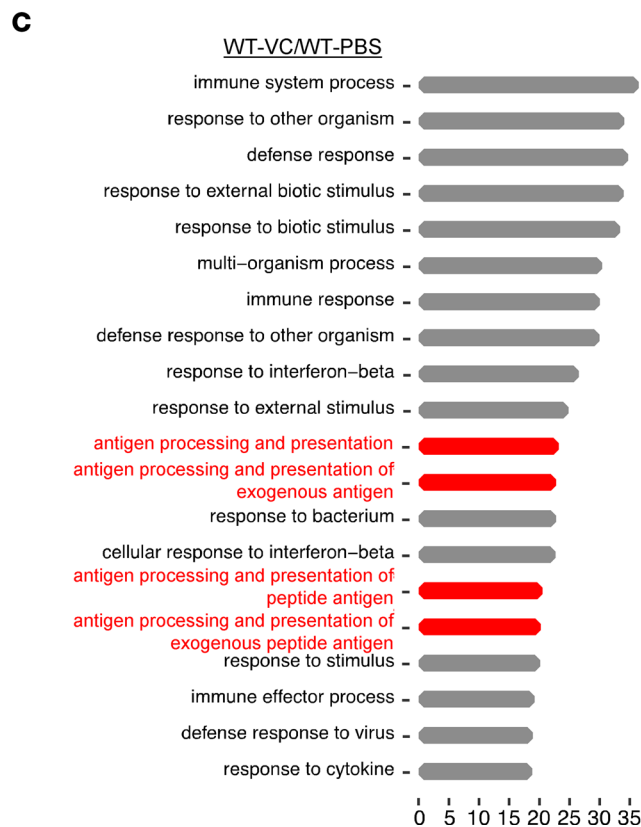 c
WT-VC/WT-PBS
immune system process
response to other organism
defense response
response to external biotic stimulus
response to biotic stimulus
multi−organism process
immune response
defense response to other organism
response to interferon−beta
response to external stimulus
antigen processing and presentation
antigen processing and presentation of
exogenous antigen
response to bacterium
cellular response to interferon−beta
antigen processing and presentation of
peptide antigen
antigen processing and presentation of
exogenous peptide antigen
response to stimulus
immune effector process
defense response to virus
response to cytokine
0 5 10 15 20 25 30 35